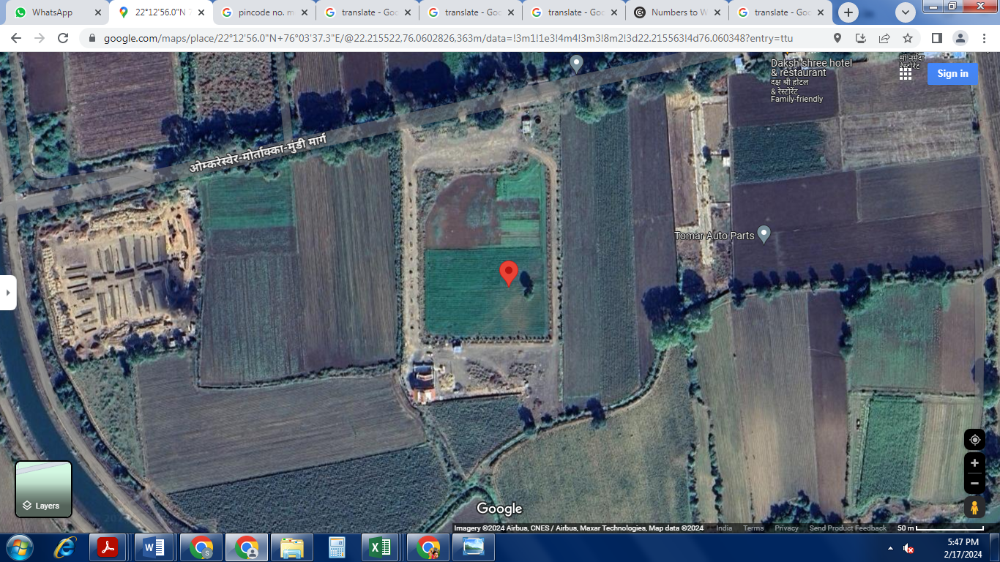 WhatsApp
22°12'56.0"N 7
pincode no. m
translate - Goo
translate - Goo
translate - Goo
Numbers to W
translate - Goo
google.com/maps/place/22°12'56.0"N+76°03'37.3"E/@22.215522,76.0602826,363m/data=!3m1!1e3!4m4!3m3!8m2!3d22.215563!4d76.060348?entry=ttu
Dakshshree hotel
& restaurant
दक्ष श्री होटल
& रेस्टोरेंट
Family-friendly
मां नर्मदा
रेस्टोरेंट
Sign in
ओम्करेस्वेर-मोर्ताक्का-मुंडी मार्ग
Tomar Auto Parts
Layers
Google
Imagery ©2024 Airbus, CNES / Airbus, Maxar Technologies, Map data ©2024 India Terms Privacy Send Product Feedback 50 m
5:47 PM
2/17/2024